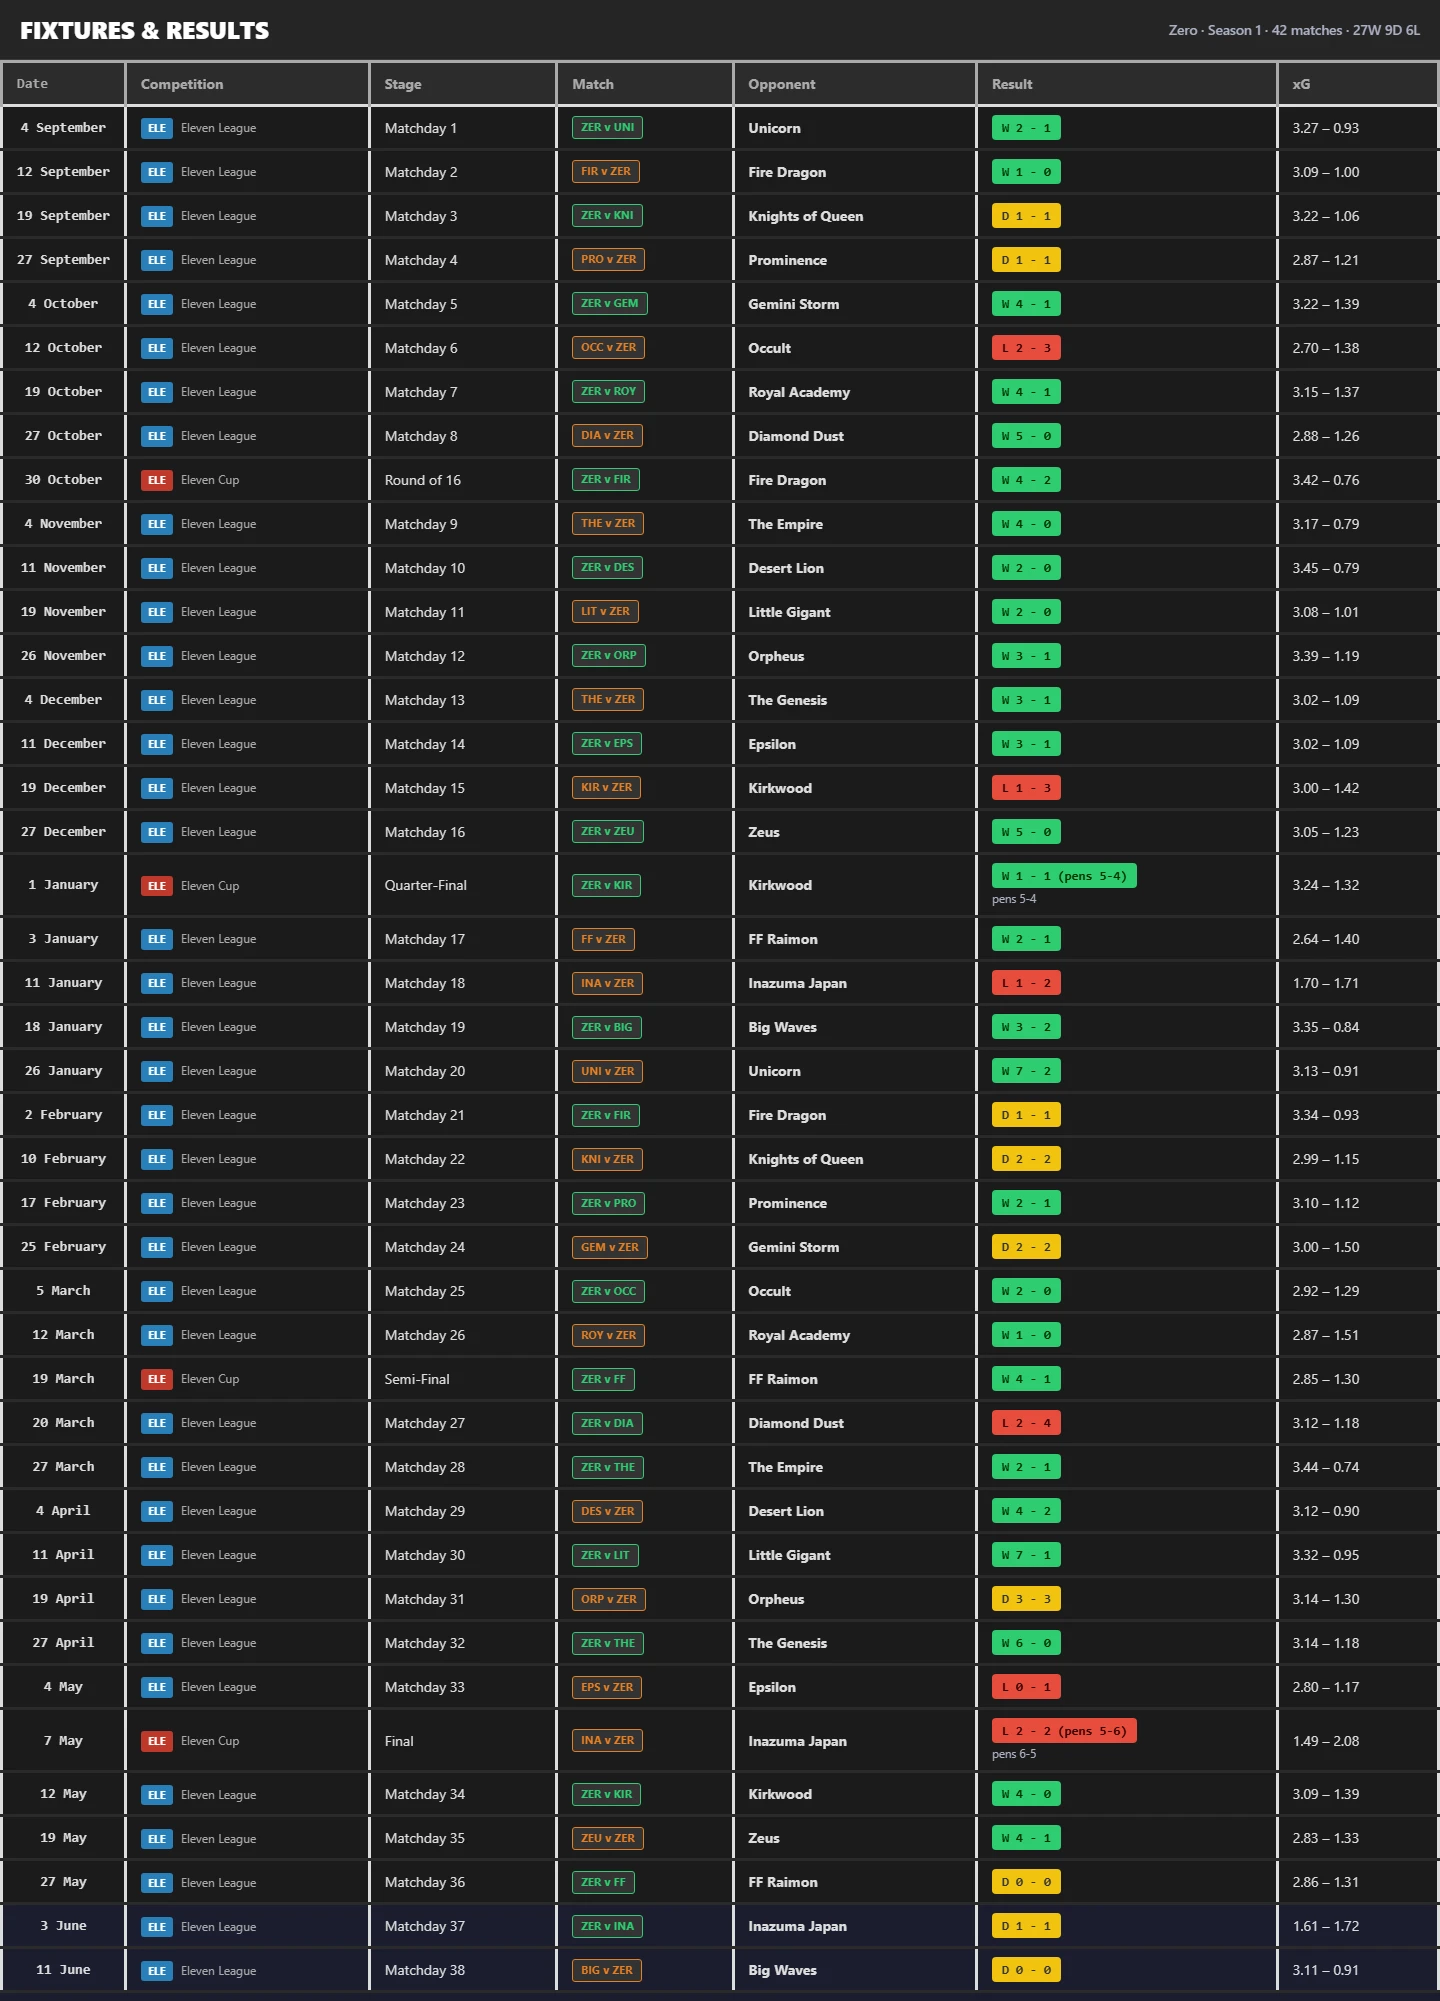 FIXTURES & RESULTS
Zero · Season 1 · 42 matches · 27W 9D 6L
Date Competition Stage Match Opponent Result xG
4 September ELE Eleven League Matchday 1 ZER v UNI Unicorn W 2 - 1 3.27 – 0.93
12 September ELE Eleven League Matchday 2 FIR v ZER Fire Dragon W 1 - 0 3.09 – 1.00
19 September ELE Eleven League Matchday 3 ZER v KNI Knights of Queen D 1 - 1 3.22 – 1.06
27 September ELE Eleven League Matchday 4 PRO v ZER Prominence D 1 - 1 2.87 – 1.21
4 October ELE Eleven League Matchday 5 ZER v GEM Gemini Storm W 4 - 1 3.22 – 1.39
12 October ELE Eleven League Matchday 6 OCC v ZER Occult L 2 - 3 2.70 – 1.38
19 October ELE Eleven League Matchday 7 ZER v ROY Royal Academy W 4 - 1 3.15 – 1.37
27 October ELE Eleven League Matchday 8 DIA v ZER Diamond Dust W 5 - 0 2.88 – 1.26
30 October ELE Eleven Cup Round of 16 ZER v FIR Fire Dragon W 4 - 2 3.42 – 0.76
4 November ELE Eleven League Matchday 9 THE v ZER The Empire W 4 - 0 3.17 – 0.79
11 November ELE Eleven League Matchday 10 ZER v DES Desert Lion W 2 - 0 3.45 – 0.79
19 November ELE Eleven League Matchday 11 LIT v ZER Little Gigant W 2 - 0 3.08 – 1.01
26 November ELE Eleven League Matchday 12 ZER v ORP Orpheus W 3 - 1 3.39 – 1.19
4 December ELE Eleven League Matchday 13 THE v ZER The Genesis W 3 - 1 3.02 – 1.09
11 December ELE Eleven League Matchday 14 ZER v EPS Epsilon W 3 - 1 3.02 – 1.09
19 December ELE Eleven League Matchday 15 KIR v ZER Kirkwood L 1 - 3 3.00 – 1.42
27 December ELE Eleven League Matchday 16 ZER v ZEU Zeus W 5 - 0 3.05 – 1.23
1 January ELE Eleven Cup Quarter-Final ZER v KIR Kirkwood W 1 - 1 (pens 5-4) 3.24 – 1.32
pens 5-4
3 January ELE Eleven League Matchday 17 FF v ZER FF Raimon W 2 - 1 2.64 – 1.40
11 January ELE Eleven League Matchday 18 INA v ZER Inazuma Japan L 1 - 2 1.70 – 1.71
18 January ELE Eleven League Matchday 19 ZER v BIG Big Waves W 3 - 2 3.35 – 0.84
26 January ELE Eleven League Matchday 20 UNI v ZER Unicorn W 7 - 2 3.13 – 0.91
2 February ELE Eleven League Matchday 21 ZER v FIR Fire Dragon D 1 - 1 3.34 – 0.93
10 February ELE Eleven League Matchday 22 KNI v ZER Knights of Queen D 2 - 2 2.99 – 1.15
17 February ELE Eleven League Matchday 23 ZER v PRO Prominence W 2 - 1 3.10 – 1.12
25 February ELE Eleven League Matchday 24 GEM v ZER Gemini Storm D 2 - 2 3.00 – 1.50
5 March ELE Eleven League Matchday 25 ZER v OCC Occult W 2 - 0 2.92 – 1.29
12 March ELE Eleven League Matchday 26 ROY v ZER Royal Academy W 1 - 0 2.87 – 1.51
19 March ELE Eleven Cup Semi-Final ZER v FF FF Raimon W 4 - 1 2.85 – 1.30
20 March ELE Eleven League Matchday 27 ZER v DIA Diamond Dust L 2 - 4 3.12 – 1.18
27 March ELE Eleven League Matchday 28 ZER v THE The Empire W 2 - 1 3.44 – 0.74
4 April ELE Eleven League Matchday 29 DES v ZER Desert Lion W 4 - 2 3.12 – 0.90
11 April ELE Eleven League Matchday 30 ZER v LIT Little Gigant W 7 - 1 3.32 – 0.95
19 April ELE Eleven League Matchday 31 ORP v ZER Orpheus D 3 - 3 3.14 – 1.30
27 April ELE Eleven League Matchday 32 ZER v THE The Genesis W 6 - 0 3.14 – 1.18
4 May ELE Eleven League Matchday 33 EPS v ZER Epsilon L 0 - 1 2.80 – 1.17
7 May ELE Eleven Cup Final INA v ZER Inazuma Japan L 2 - 2 (pens 5-6) 1.49 – 2.08
pens 6-5
12 May ELE Eleven League Matchday 34 ZER v KIR Kirkwood W 4 - 0 3.09 – 1.39
19 May ELE Eleven League Matchday 35 ZEU v ZER Zeus W 4 - 1 2.83 – 1.33
27 May ELE Eleven League Matchday 36 ZER v FF FF Raimon D 0 - 0 2.86 – 1.31
3 June ELE Eleven League Matchday 37 ZER v INA Inazuma Japan D 1 - 1 1.61 – 1.72
11 June ELE Eleven League Matchday 38 BIG v ZER Big Waves D 0 - 0 3.11 – 0.91